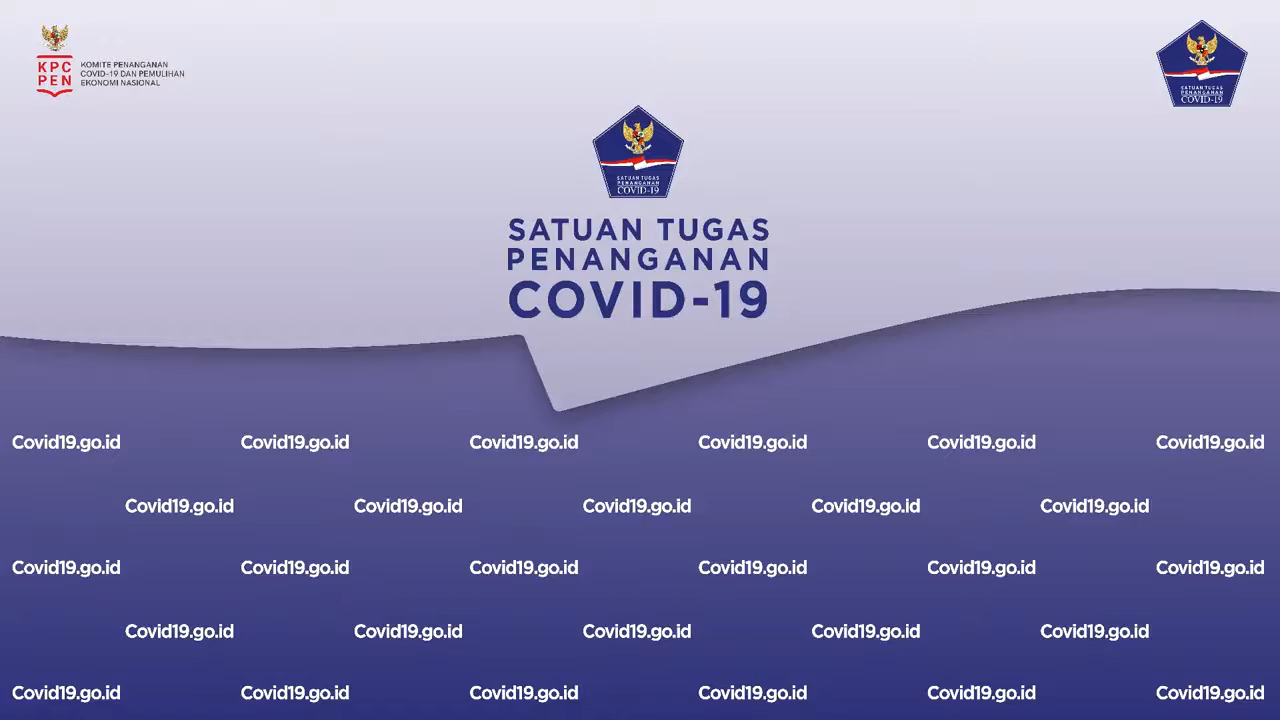 KPC
PEN
KOMITE PENANGANAN
COVID-19 DAN PEMULIHAN
EKONOMI NASIONAL
SATUAN TUGAS
PENANGANAN
COVID-19
SATUAN TUGAS
PENANGANAN
COVID-19
SATUAN TUGAS
PENANGANAN
COVID-19
Covid19.go.id Covid19.go.id Covid19.go.id Covid19.go.id Covid19.go.id Covid19.go.id
Covid19.go.id Covid19.go.id Covid19.go.id Covid19.go.id Covid19.go.id
Covid19.go.id Covid19.go.id Covid19.go.id Covid19.go.id Covid19.go.id Covid19.go.id
Covid19.go.id Covid19.go.id Covid19.go.id Covid19.go.id Covid19.go.id
Covid19.go.id Covid19.go.id Covid19.go.id Covid19.go.id Covid19.go.id Covid19.go.id